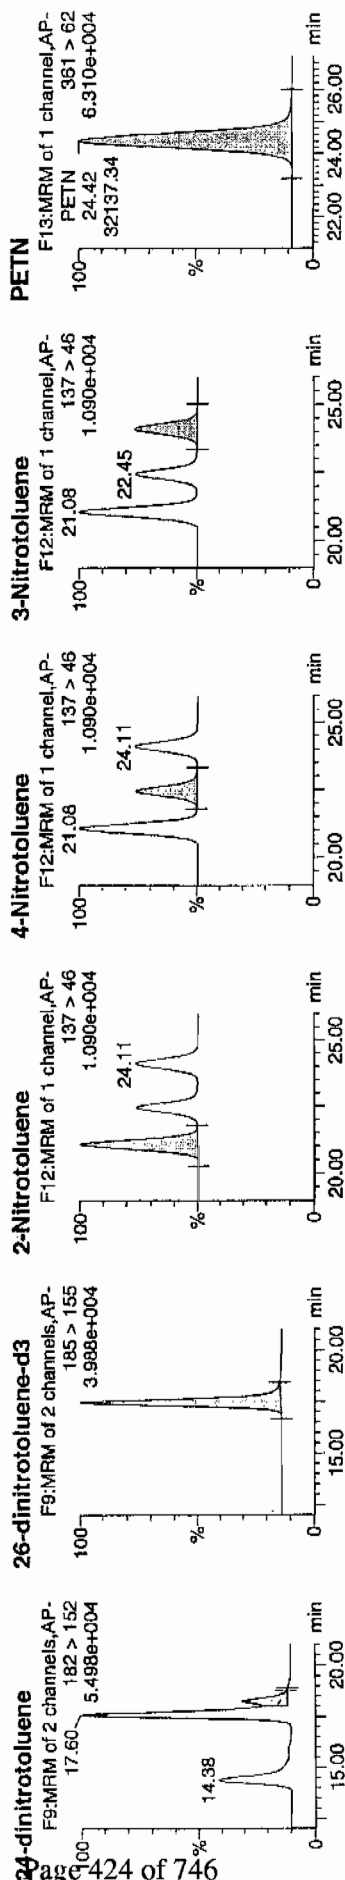 24-dinitrotoluene
F9:MRM of 2 channels,AP-
182 > 152
5.498e+004
17.60
14.38
100
%
15.00 20.00
min
26-dinitrotoluene-d3
F9:MRM of 2 channels,AP-
185 > 155
3.988e+004
100
%
0
15.00 20.00
min
2-Nitrotoluene
F12:MRM of 1 channel,AP-
137 > 46
1.090e+004
24.11
100
%
0
20.00 25.00
min
4-Nitrotoluene
F12:MRM of 1 channel,AP-
137 > 46
1.090e+004
21.08
24.11
100
%
0
20.00 25.00
min
3-Nitrotoluene
F12:MRM of 1 channel,AP-
137 > 46
1.090e+004
21.08
22.45
100
%
0
20.00 25.00
min
PETN
F13:MRM of 1 channel,AP-
361 > 62
6.310e+004
PETN
24.42
32137.34
100
%
0
22.00 24.00 26.00
min
Page 424 of 746